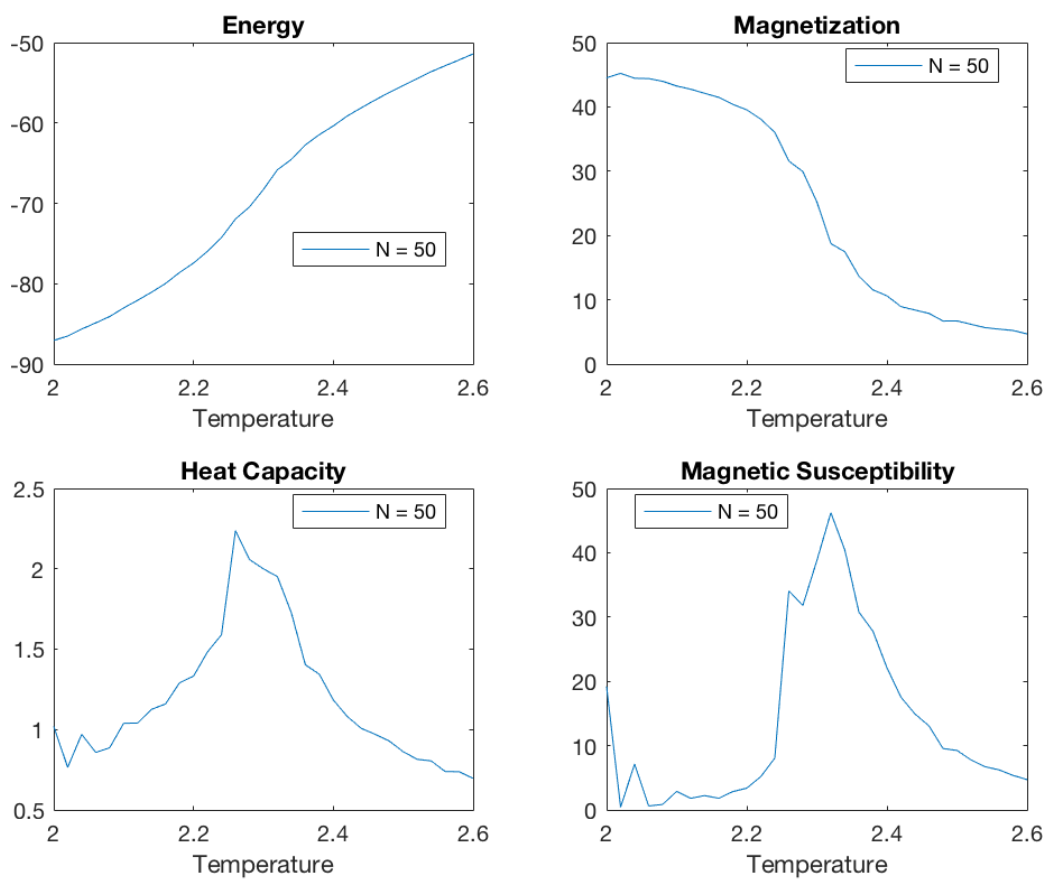 Energy
-50
-60
-70
-80
-90
N = 50
2 2.2 2.4 2.6
Temperature
Magnetization
50
40
30
20
10
0
N = 50
2 2.2 2.4 2.6
Temperature
Heat Capacity
2.5
2
1.5
1
0.5
N = 50
2 2.2 2.4 2.6
Temperature
Magnetic Susceptibility
50
40
30
20
10
0
N = 50
2 2.2 2.4 2.6
Temperature